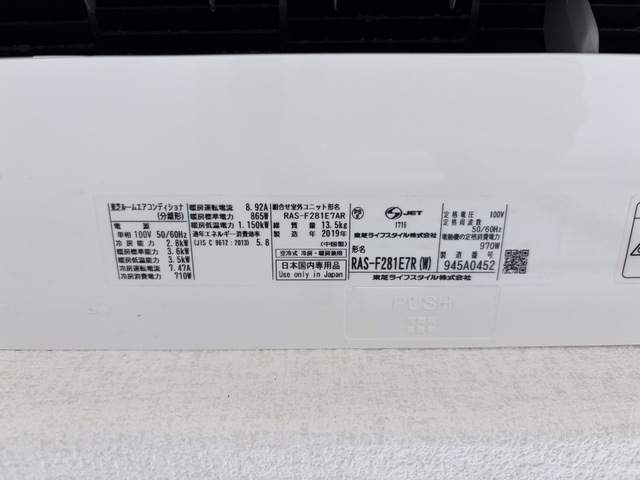 東芝ルームエアコンディショナ
(分離形)
電源
単相 100V 50/60Hz
冷房能力 2.8kW
暖房標準能力 3.6kW
3.5kW
冷房運転電流 7.47A
冷房消費電力 710W
暖房運転電流 8.92A
暖房標準電力 865W
暖房低温電力 1.150kW
通年エネルギー消費効率
(JIS C 9612:2013) 5.8
組合せ室外ユニット形名
RAS-F281E7AR
総質量 13.5kg
製造年 2019年
(中国製)
空冷式 冷房・暖房兼用
日本国内専用品
Use only in Japan
JET
1716
東芝ライフスタイル株式会社
形名
RAS-F281E7R(W)
定格電圧 100V
定格周波数
50/60Hz
電動機の定格消費電力
970W
製造番号
945A0452
東芝ライフスタイル株式会社
PUSH